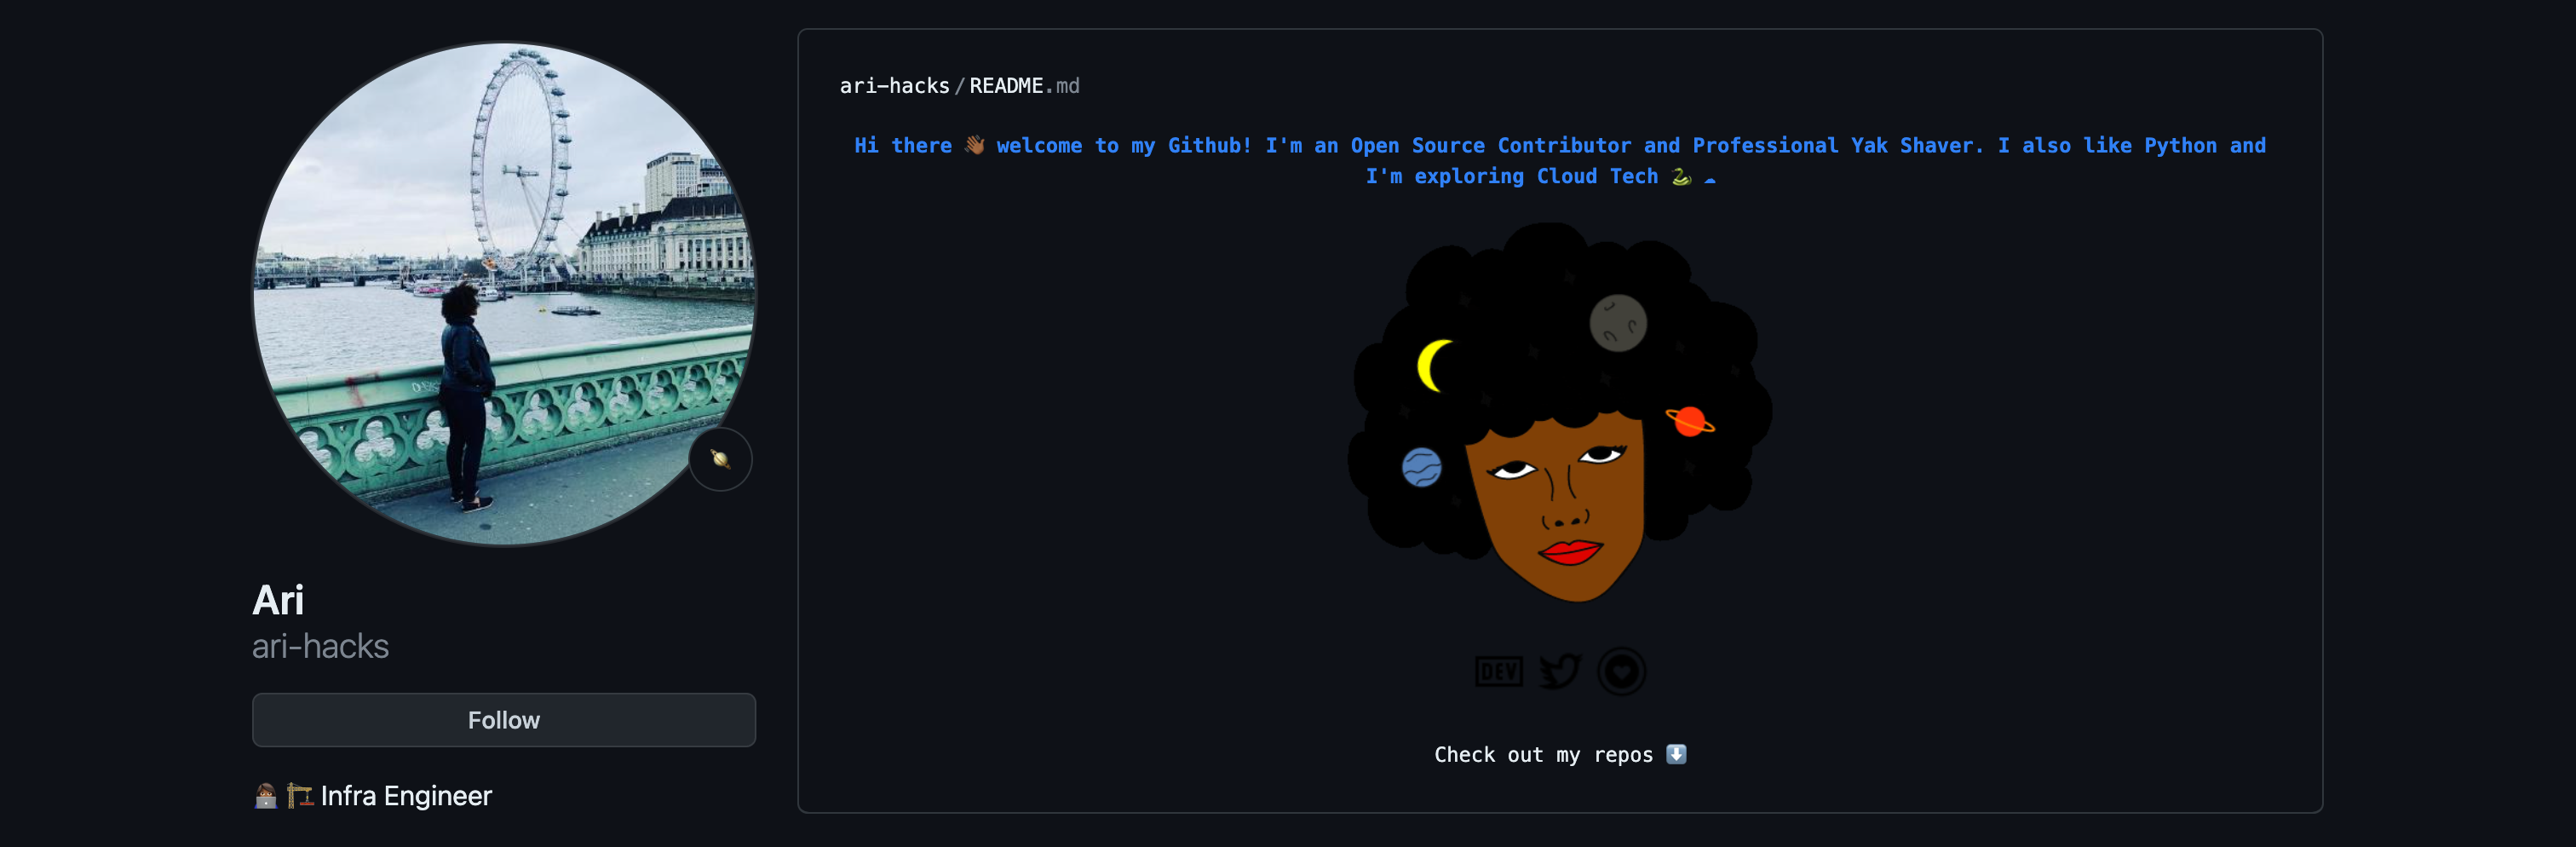 ari-hacks/README.md
Hi there 👋🏾 welcome to my Github! I'm an Open Source Contributor and Professional Yak Shaver. I also like Python and
I'm exploring Cloud Tech 🐍 ☁
DEV
Check out my repos ⬇️
Ari
ari-hacks
Follow
👩🏾‍💻🏗 Infra Engineer